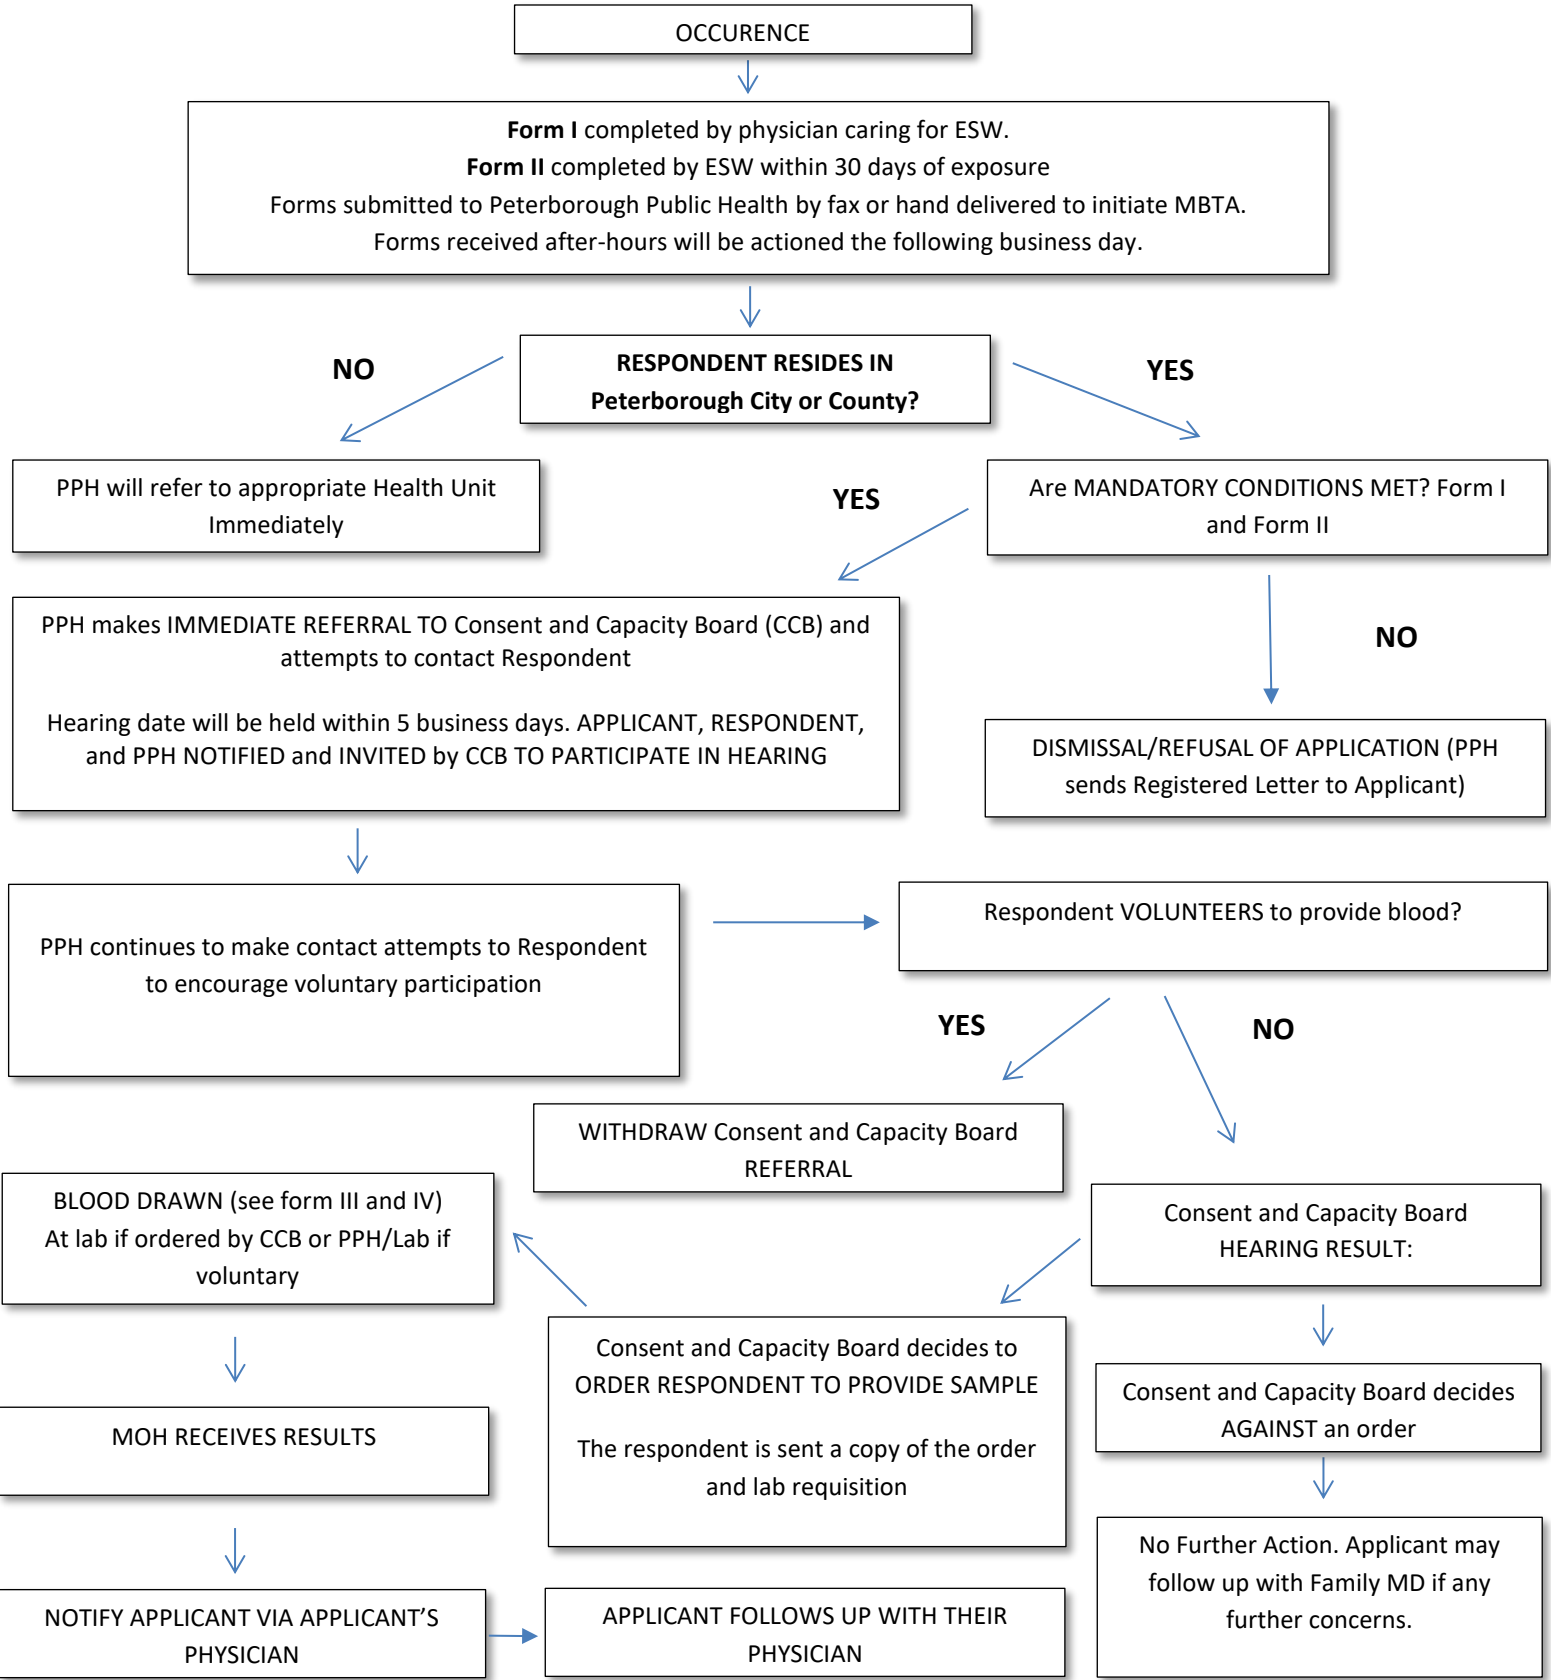 OCCURENCE
Form I completed by physician caring for ESW.
Form II completed by ESW within 30 days of exposure
Forms submitted to Peterborough Public Health by fax or hand delivered to initiate MBTA.
Forms received after-hours will be actioned the following business day.
RESPONDENT RESIDES IN
Peterborough City or County?
NO
YES
PPH will refer to appropriate Health Unit
Immediately
Are MANDATORY CONDITIONS MET? Form I
and Form II
YES
NO
PPH makes IMMEDIATE REFERRAL TO Consent and Capacity Board (CCB) and
attempts to contact Respondent
Hearing date will be held within 5 business days. APPLICANT, RESPONDENT,
and PPH NOTIFIED and INVITED by CCB TO PARTICIPATE IN HEARING
DISMISSAL/REFUSAL OF APPLICATION (PPH
sends Registered Letter to Applicant)
PPH continues to make contact attempts to Respondent
to encourage voluntary participation
Respondent VOLUNTEERS to provide blood?
YES
NO
WITHDRAW Consent and Capacity Board
REFERRAL
BLOOD DRAWN (see form III and IV)
At lab if ordered by CCB or PPH/Lab if
voluntary
Consent and Capacity Board
HEARING RESULT:
Consent and Capacity Board decides to
ORDER RESPONDENT TO PROVIDE SAMPLE
The respondent is sent a copy of the order
and lab requisition
Consent and Capacity Board decides
AGAINST an order
MOH RECEIVES RESULTS
No Further Action. Applicant may
follow up with Family MD if any
further concerns.
NOTIFY APPLICANT VIA APPLICANT’S
PHYSICIAN
APPLICANT FOLLOWS UP WITH THEIR
PHYSICIAN